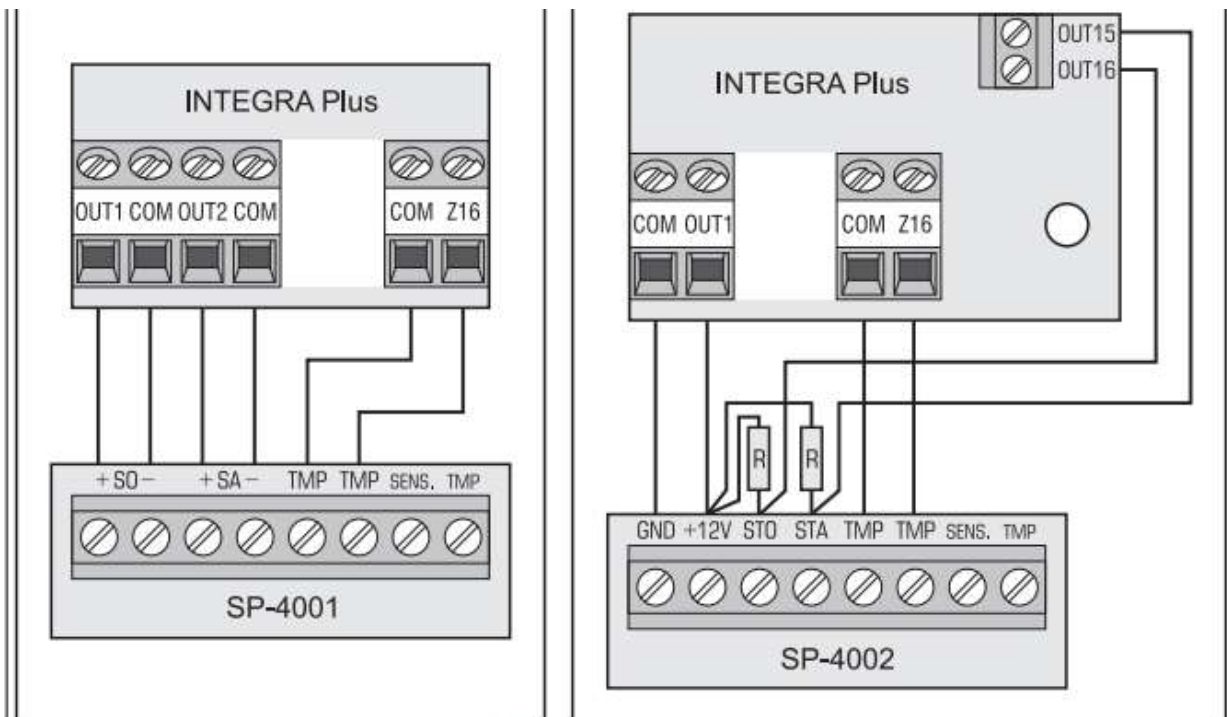 INTEGRA Plus
OUT1 COM OUT2 COM
COM Z16
+ SO - + SA - TMP TMP SENS. TMP
SP-4001
INTEGRA Plus
OUT15
OUT16
COM OUT1
COM Z16
R R
GND +12V STO STA TMP TMP SENS. TMP
SP-4002